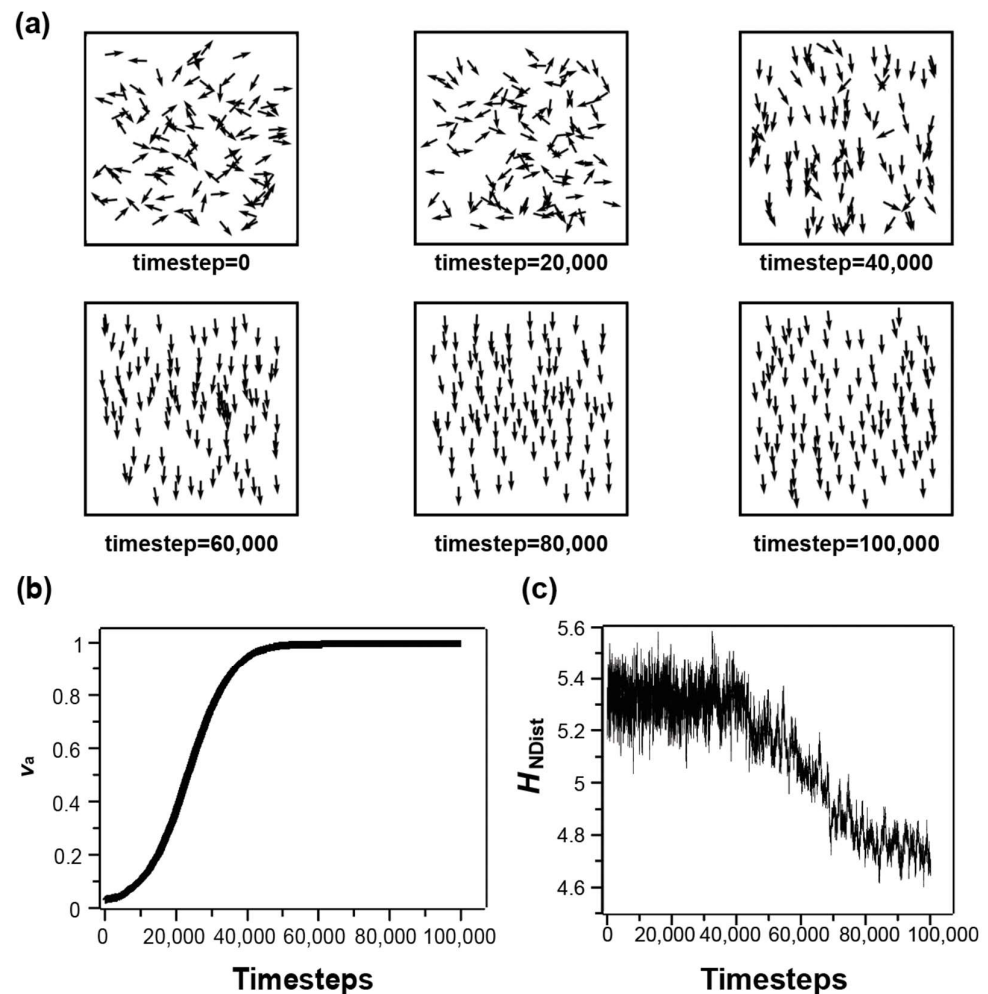 (a)
timestep=0 timestep=20,000 timestep=40,000
timestep=60,000 timestep=80,000 timestep=100,000
(b)
1
0.8
0.6
0.4
0.2
0
va
0 20,000 40,000 60,000 80,000 100,000
Timesteps
(c)
5.6
5.4
5.2
5
4.8
4.6
HNDist
0 20,000 40,000 60,000 80,000 100,000
Timesteps